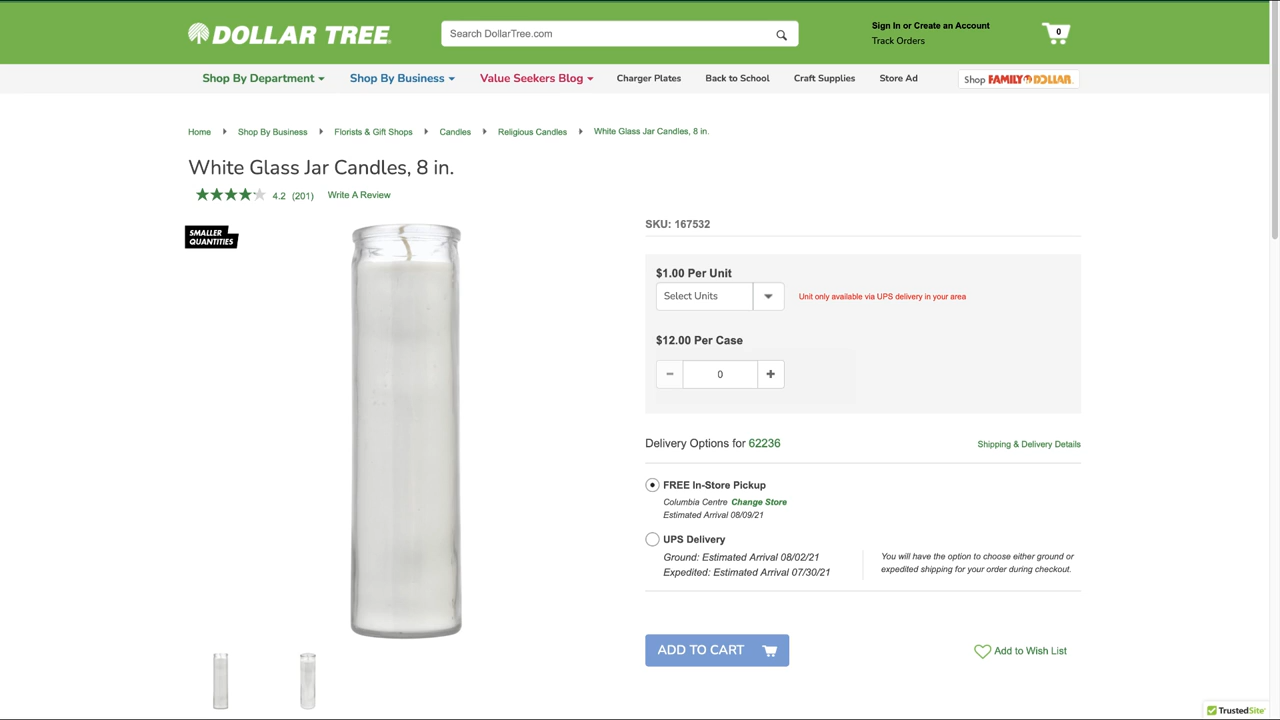 DOLLAR TREE
Search DollarTree.com
Sign In or Create an Account
Track Orders
0
Shop By Department
Shop By Business
Value Seekers Blog
Charger Plates
Back to School
Craft Supplies
Store Ad
Shop FAMILY DOLLAR
Home
Shop By Business
Florists & Gift Shops
Candles
Religious Candles
White Glass Jar Candles, 8 in.
White Glass Jar Candles, 8 in.
4.2 (201) Write A Review
SMALLER
QUANTITIES
SKU: 167532
$1.00 Per Unit
Select Units
Unit only available via UPS delivery in your area
$12.00 Per Case
- 0 +
Delivery Options for 62236
Shipping & Delivery Details
FREE In-Store Pickup
Columbia Centre Change Store
Estimated Arrival 08/09/21
UPS Delivery
Ground: Estimated Arrival 08/02/21
Expedited: Estimated Arrival 07/30/21
You will have the option to choose either ground or
expedited shipping for your order during checkout.
ADD TO CART
Add to Wish List
TrustedSite